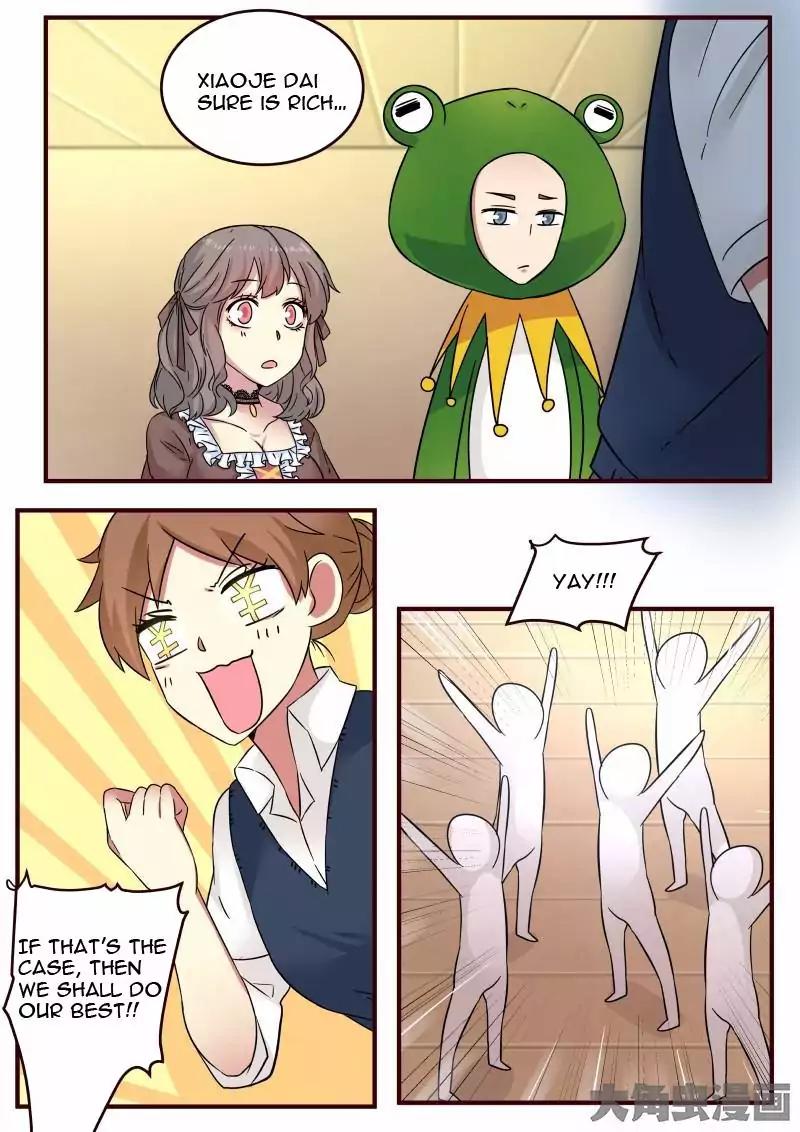 XIAOJE DAI
SURE IS RICH...
¥ ¥
YAY!!!
IF THAT'S THE
CASE, THEN
WE SHALL DO
OUR BEST!!
大角虫漫画